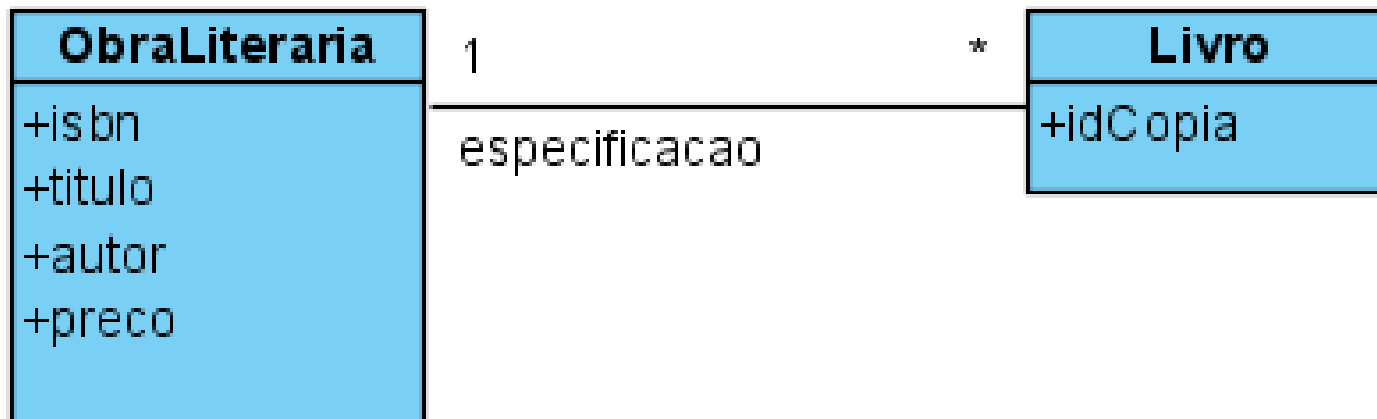 ObraLiteraria
+isbn
+titulo
+autor
+preco
1
*
especificacao
Livro
+idCopia